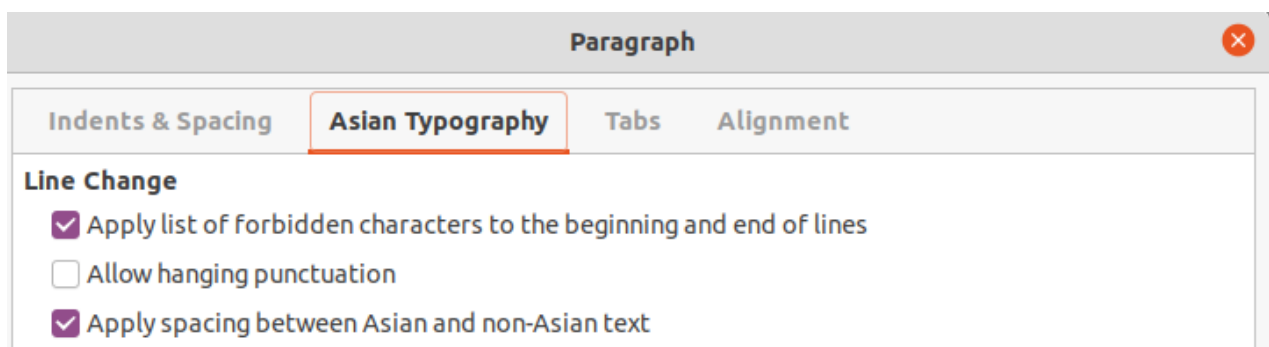 Paragraph
Indents & Spacing Asian Typography Tabs Alignment
Line Change
Apply list of forbidden characters to the beginning and end of lines
Allow hanging punctuation
Apply spacing between Asian and non-Asian text